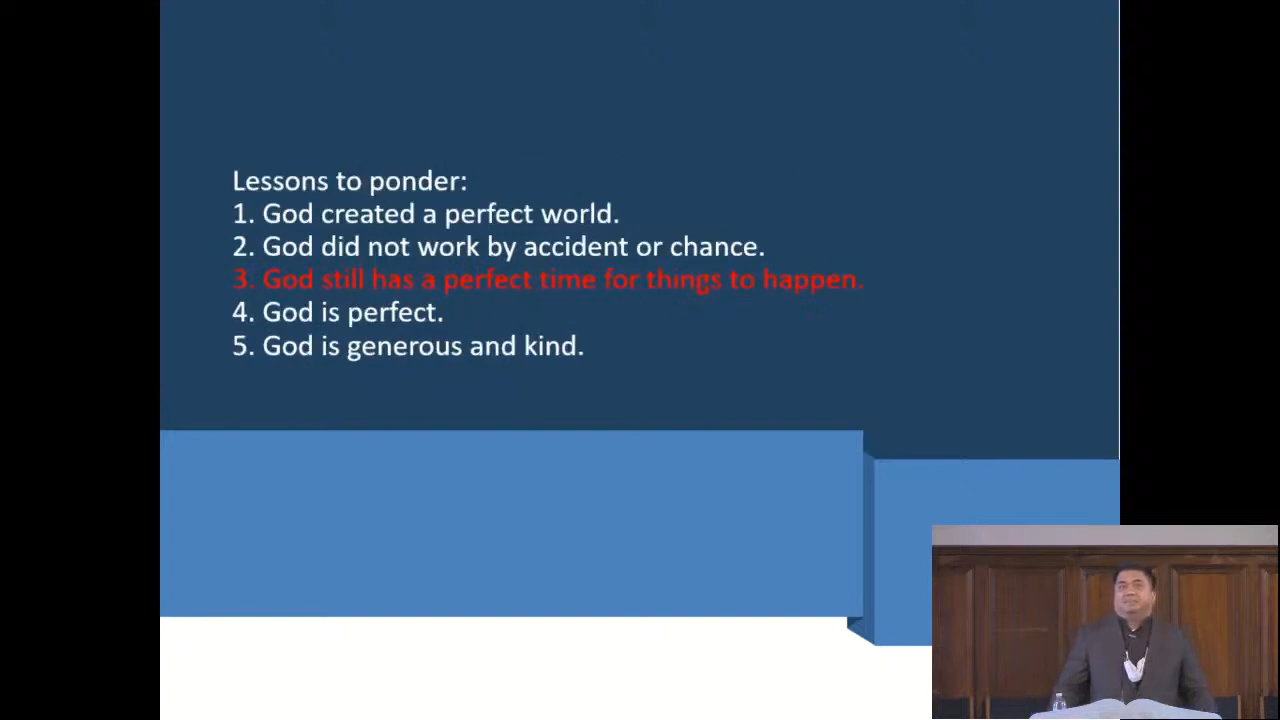 Lessons to ponder:
1. God created a perfect world.
2. God did not work by accident or chance.
3. God still has a perfect time for things to happen.
4. God is perfect.
5. God is generous and kind.